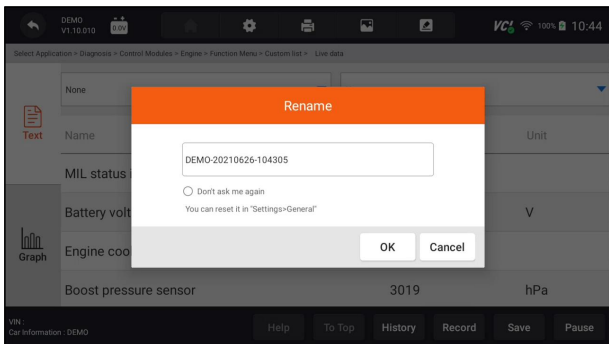 DEMO
V1.10.010
0.0V
VCI
100%
10:44
Select Application > Diagnosis > Control Modules > Engine > Function Menu > Custom list > Live data
None
Rename
Text
Name
Unit
DEMO-20210626-104305
MIL status
Don't ask me again
You can reset it in "Settings>General"
Battery volt
V
Graph
Engine coo
OK
Cancel
Boost pressure sensor
3019
hPa
VIN :
Car Information : DEMO
Help
To Top
History
Record
Save
Pause